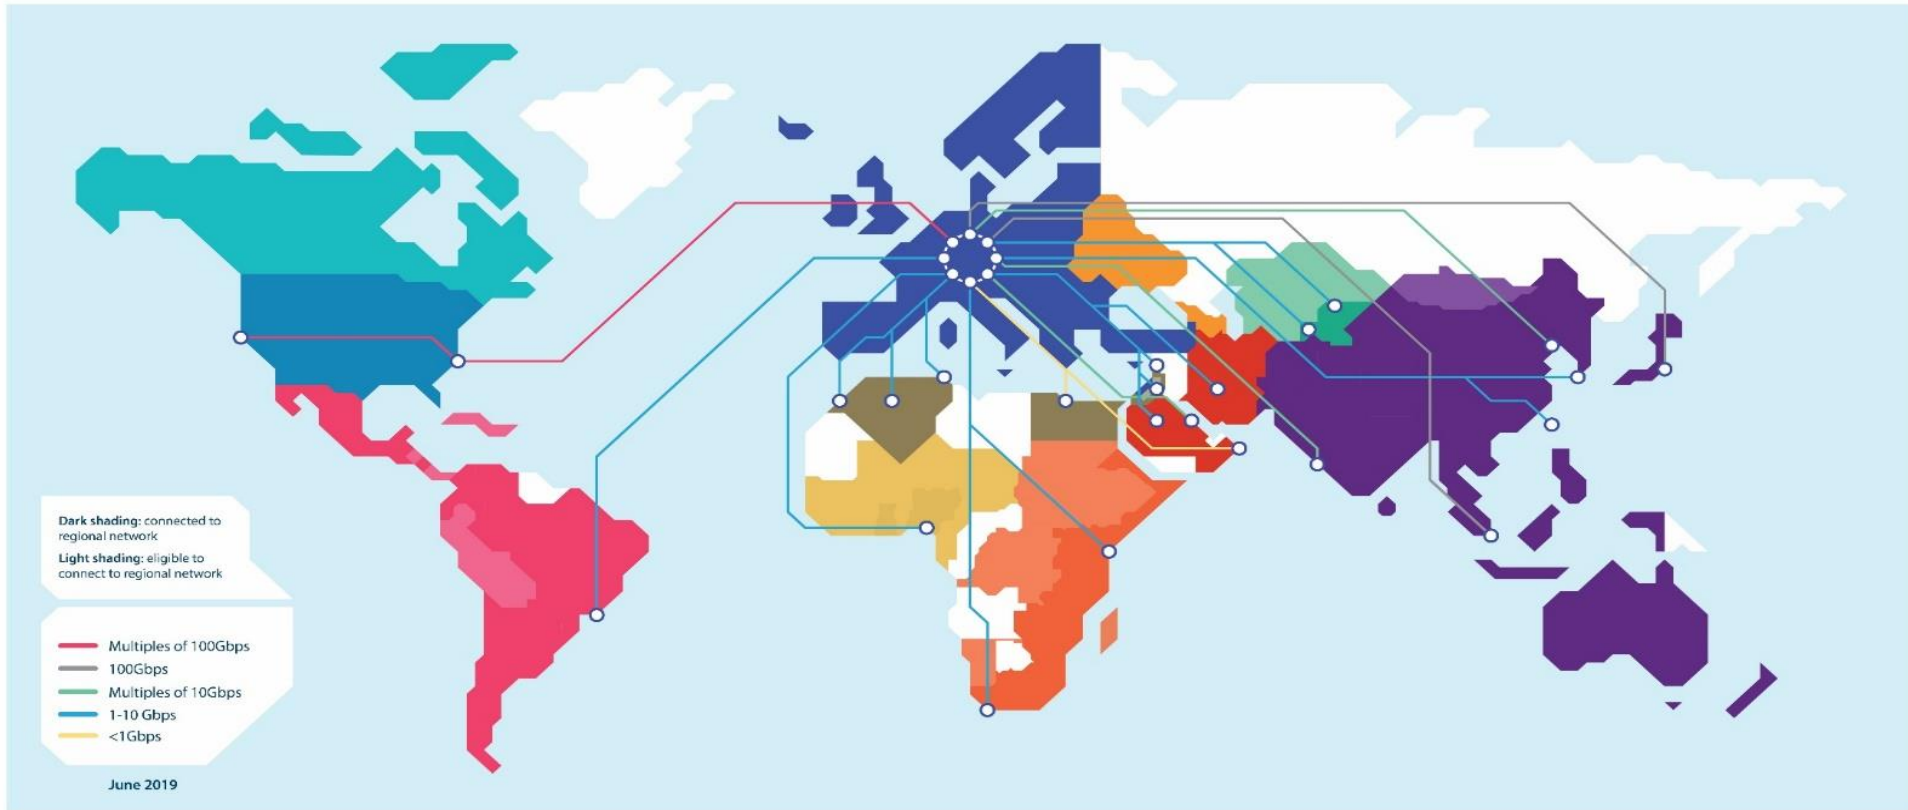 Dark shading: connected to
regional network
Light shading: eligible to
connect to regional network
Multiples of 100Gbps
100Gbps
Multiples of 10Gbps
1-10 Gbps
<1Gbps
June 2019